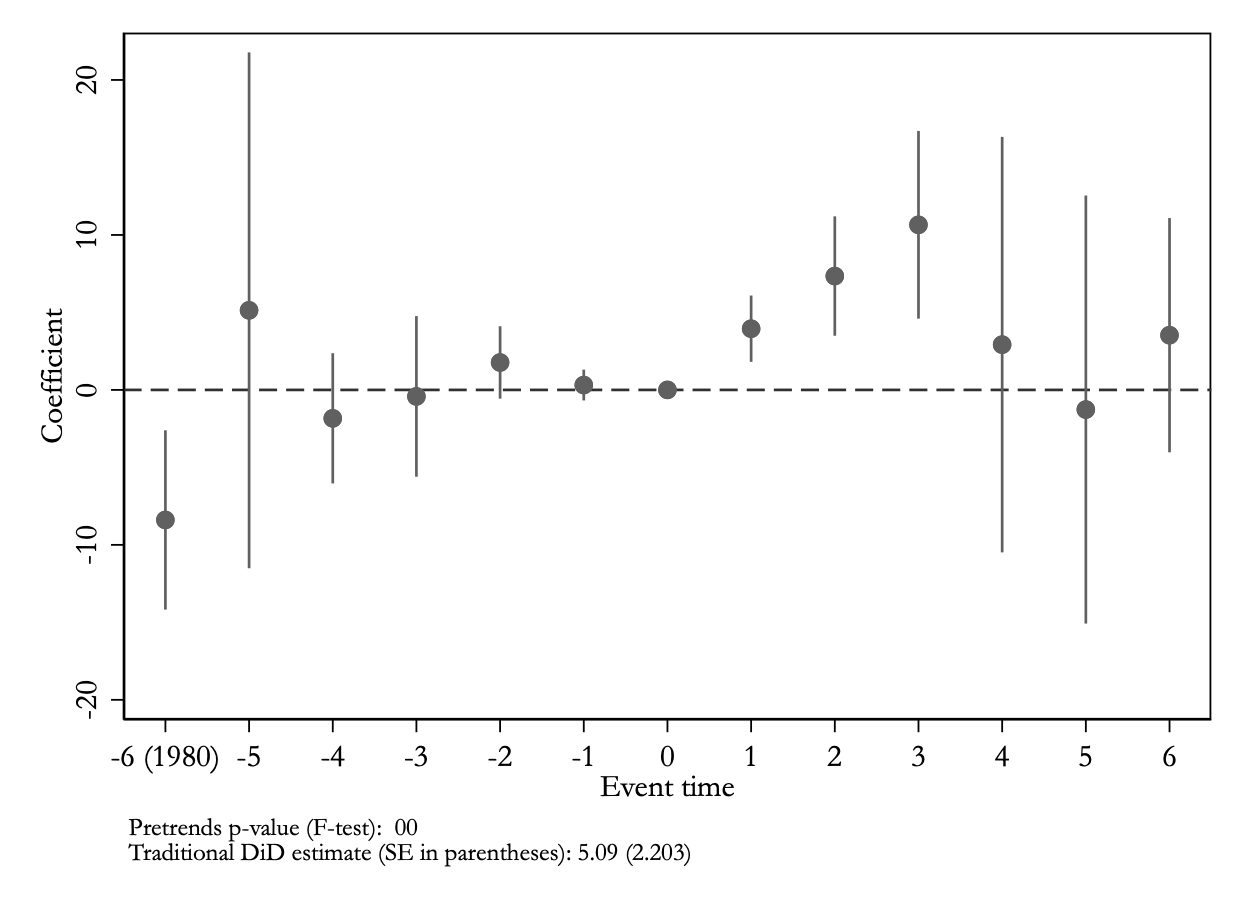 20
10
0
-10
-20
Coefficient
-6 (1980) -5 -4 -3 -2 -1 0 1 2 3 4 5 6
Event time
Pretrends p-value (F-test): 00
Traditional DiD estimate (SE in parentheses): 5.09 (2.203)